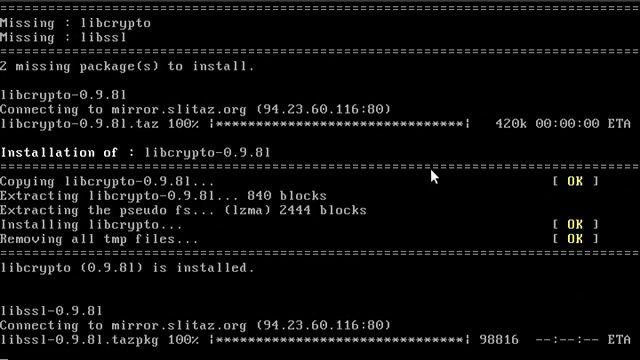 ================================================================================
Missing : libcrypto
Missing : libssl
================================================================================
2 missing package(s) to install.
libcrypto-0.9.8l
Connecting to mirror.slitaz.org (94.23.60.116:80)
libcrypto-0.9.8l.taz 100% |*******************************| 420k 00:00:00 ETA
Installation of : libcrypto-0.9.8l
================================================================================
Copying libcrypto-0.9.8l... [ OK ]
Extracting libcrypto-0.9.8l... 840 blocks
Extracting the pseudo fs... (lzma) 2444 blocks
Installing libcrypto... [ OK ]
Removing all tmp files... [ OK ]
================================================================================
libcrypto (0.9.8l) is installed.
libssl-0.9.8l
Connecting to mirror.slitaz.org (94.23.60.116:80)
libssl-0.9.8l.tazpkg 100% |*******************************| 98816 --:--:-- ETA